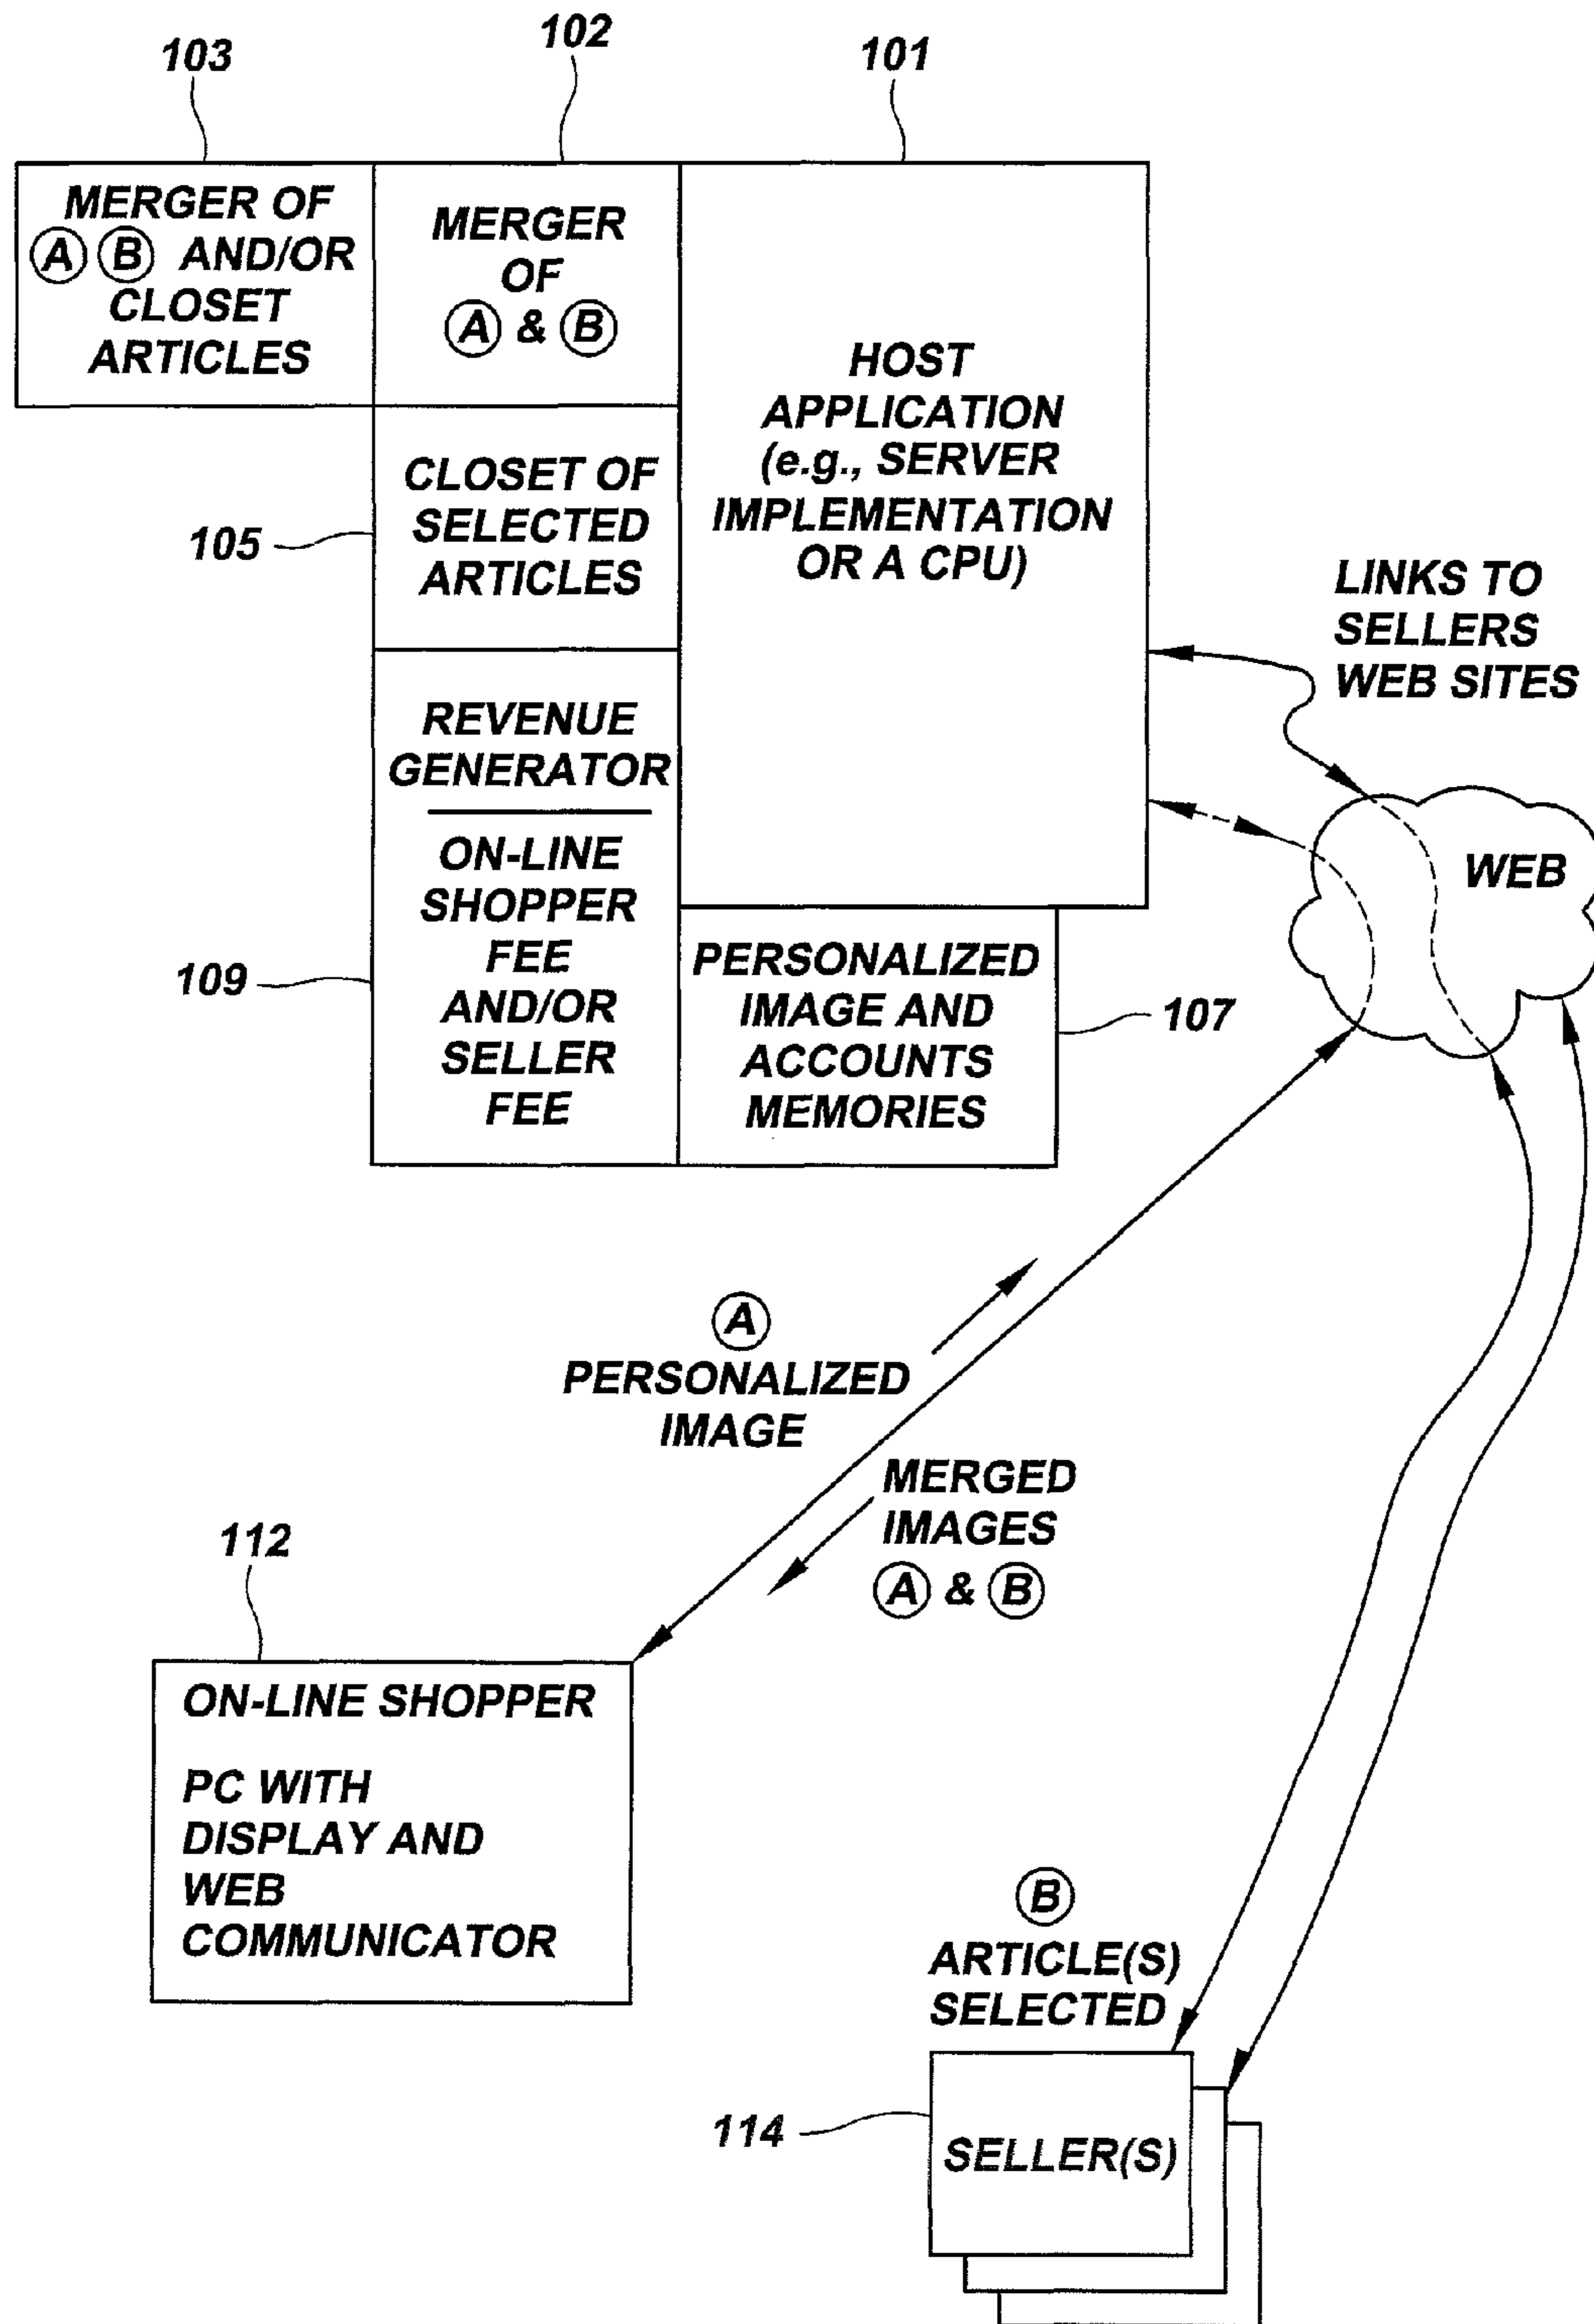 103
102
101
MERGER OF
A B AND/OR
CLOSET
ARTICLES
MERGER
OF
A & B
HOST
APPLICATION
(e.g., SERVER
IMPLEMENTATION
OR A CPU)
105
CLOSET OF
SELECTED
ARTICLES
LINKS TO
SELLERS
WEB SITES
REVENUE
GENERATOR
ON-LINE
SHOPPER
FEE
AND/OR
SELLER
FEE
109
WEB
PERSONALIZED
IMAGE AND
ACCOUNTS
MEMORIES
107
A
PERSONALIZED
IMAGE
MERGED
IMAGES
A & B
112
ON-LINE SHOPPER
PC WITH
DISPLAY AND
WEB
COMMUNICATOR
B
ARTICLE(S)
SELECTED
114
SELLER(S)